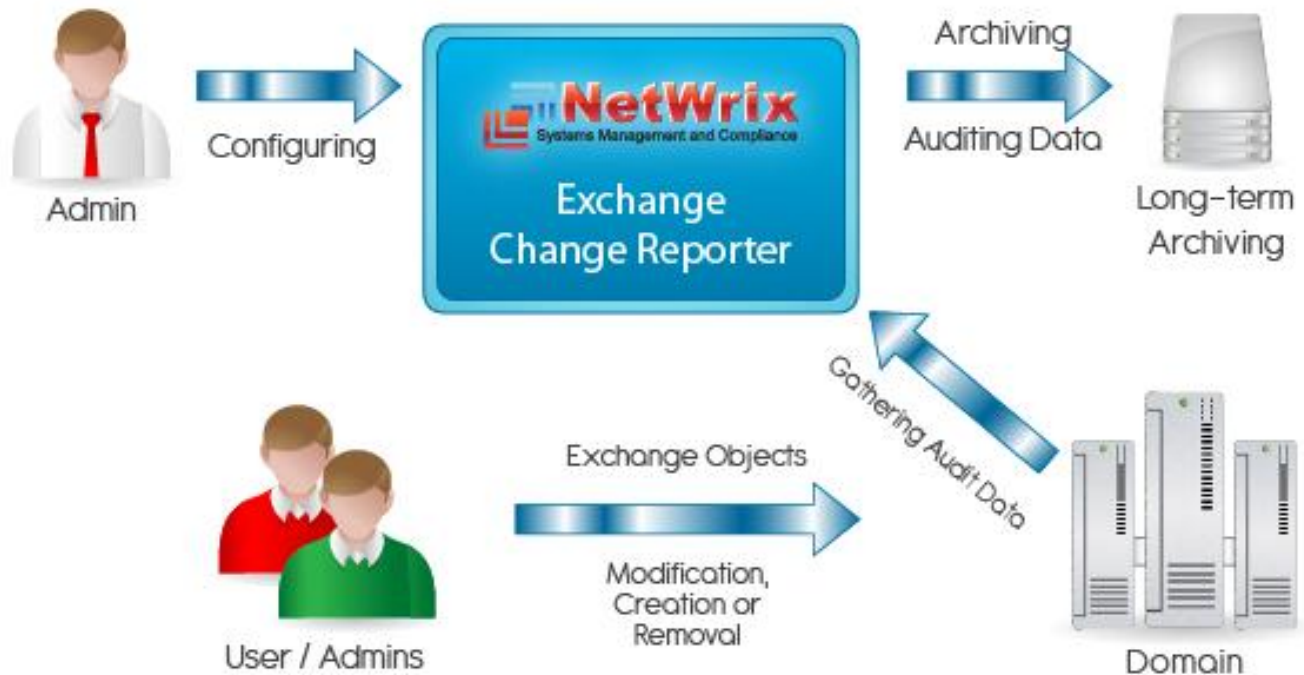 Admin
Configuring
NetWrix
Systems Management and Compliance
Exchange
Change Reporter
Archiving
Auditing Data
Long-term
Archiving
Gathering Audit Data
User / Admins
Exchange Objects
Modification,
Creation or
Removal
Domain